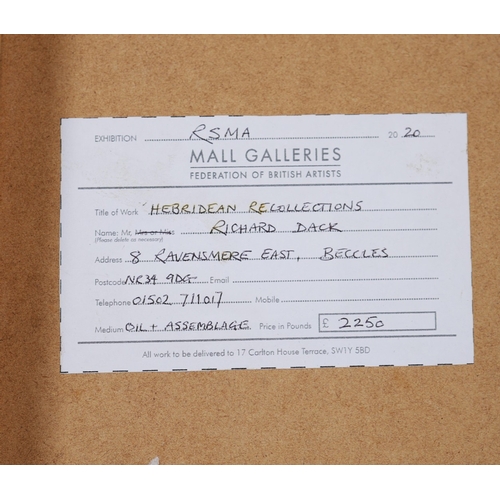 EXHIBITION RSMA 2020
MALL GALLERIES
FEDERATION OF BRITISH ARTISTS
Title of Work HEBRIDEAN RECOLLECTIONS
Name: Mr, Mrs or Miss RICHARD DACK
(Please delete as necessary)
Address 8 RAVENSMERE EAST, BECCLES
Postcode NR34 9DG Email
Telephone 01502 711017 Mobile
Medium OIL + ASSEMBLAGE Price in Pounds £ 2250
All work to be delivered to 17 Carlton House Terrace, SW1Y 5BD